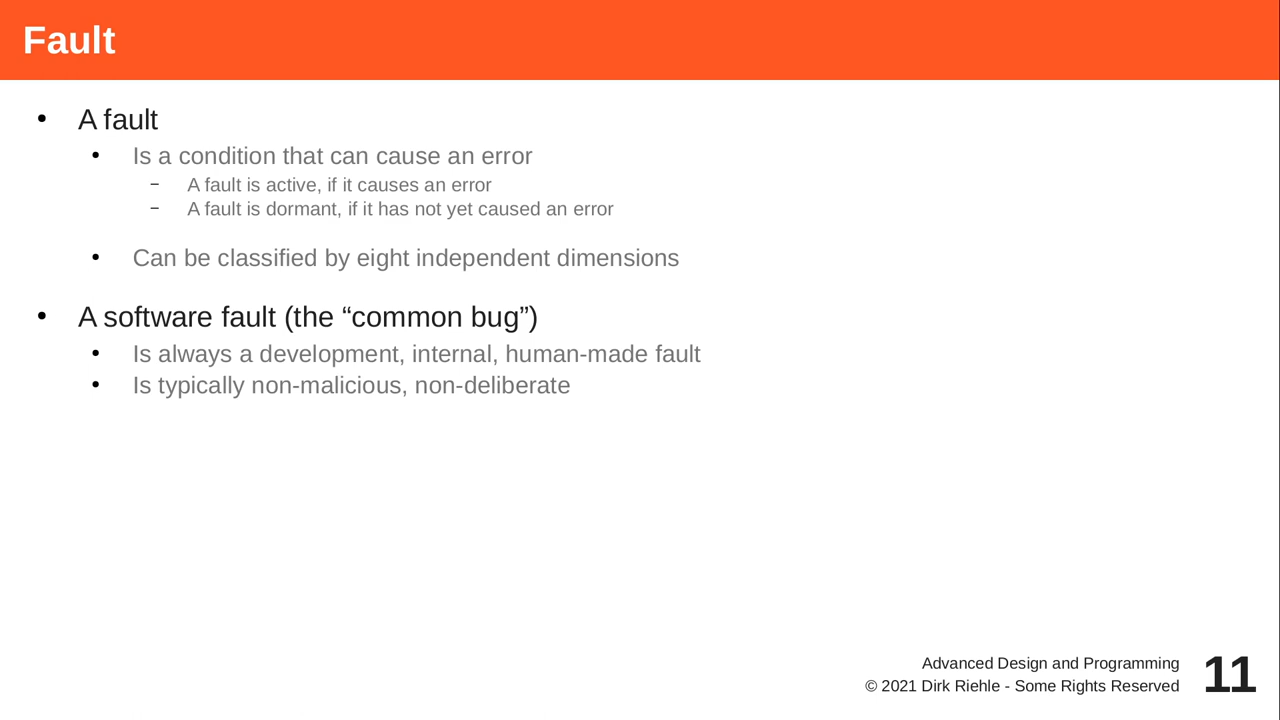 Fault
• A fault
• Is a condition that can cause an error
– A fault is active, if it causes an error
– A fault is dormant, if it has not yet caused an error
• Can be classified by eight independent dimensions
• A software fault (the “common bug”)
• Is always a development, internal, human-made fault
• Is typically non-malicious, non-deliberate
Advanced Design and Programming
© 2021 Dirk Riehle - Some Rights Reserved
11